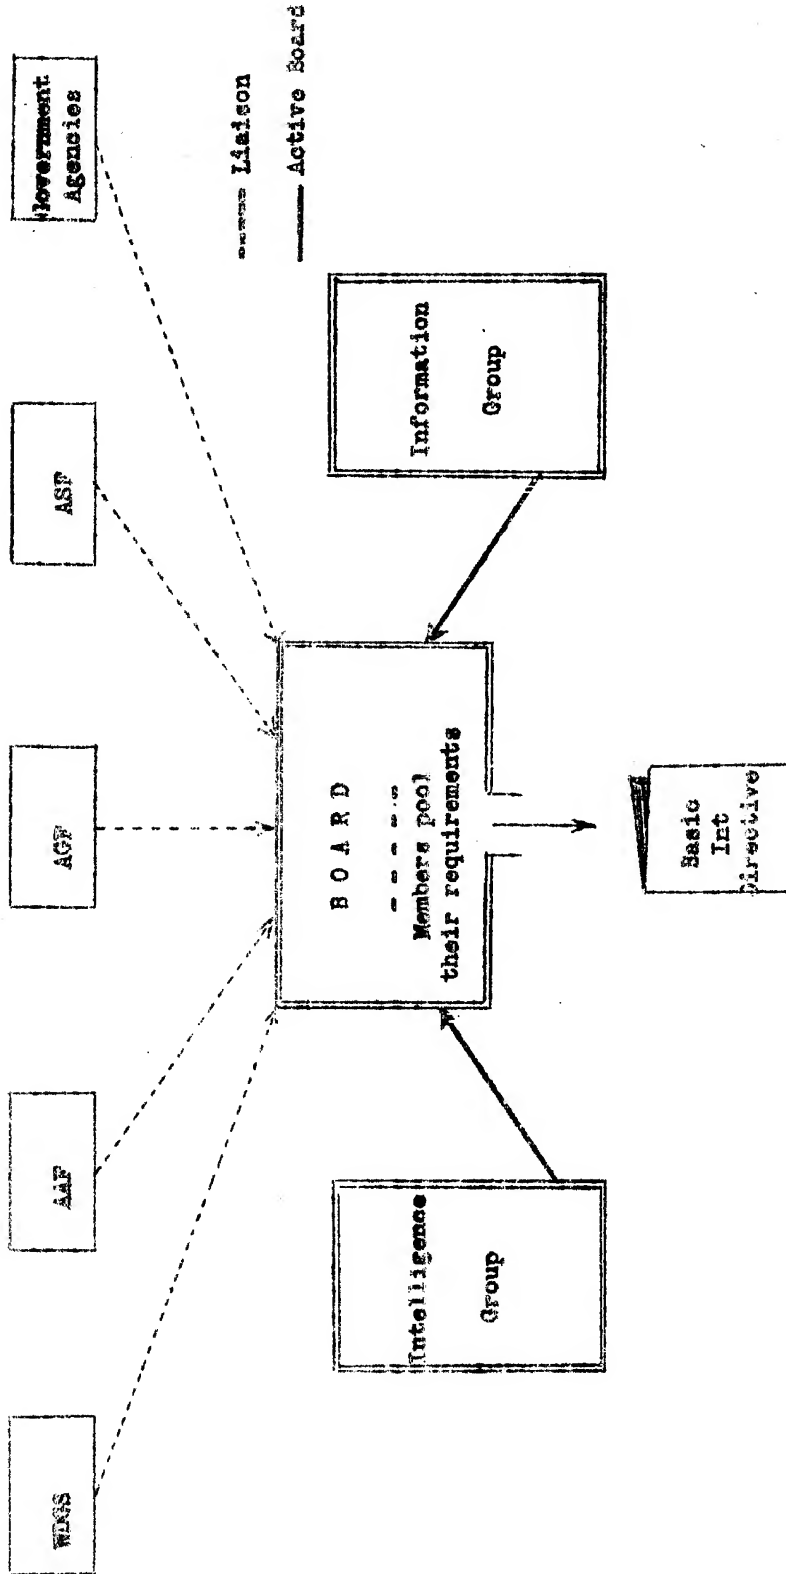 WDGS
AAF
AGF
ASF
Government
Agencies
Liaison
Active Board
BOARD
Members pool
their requirements
Intelligence
Group
Information
Group
Basic
Int
Directive